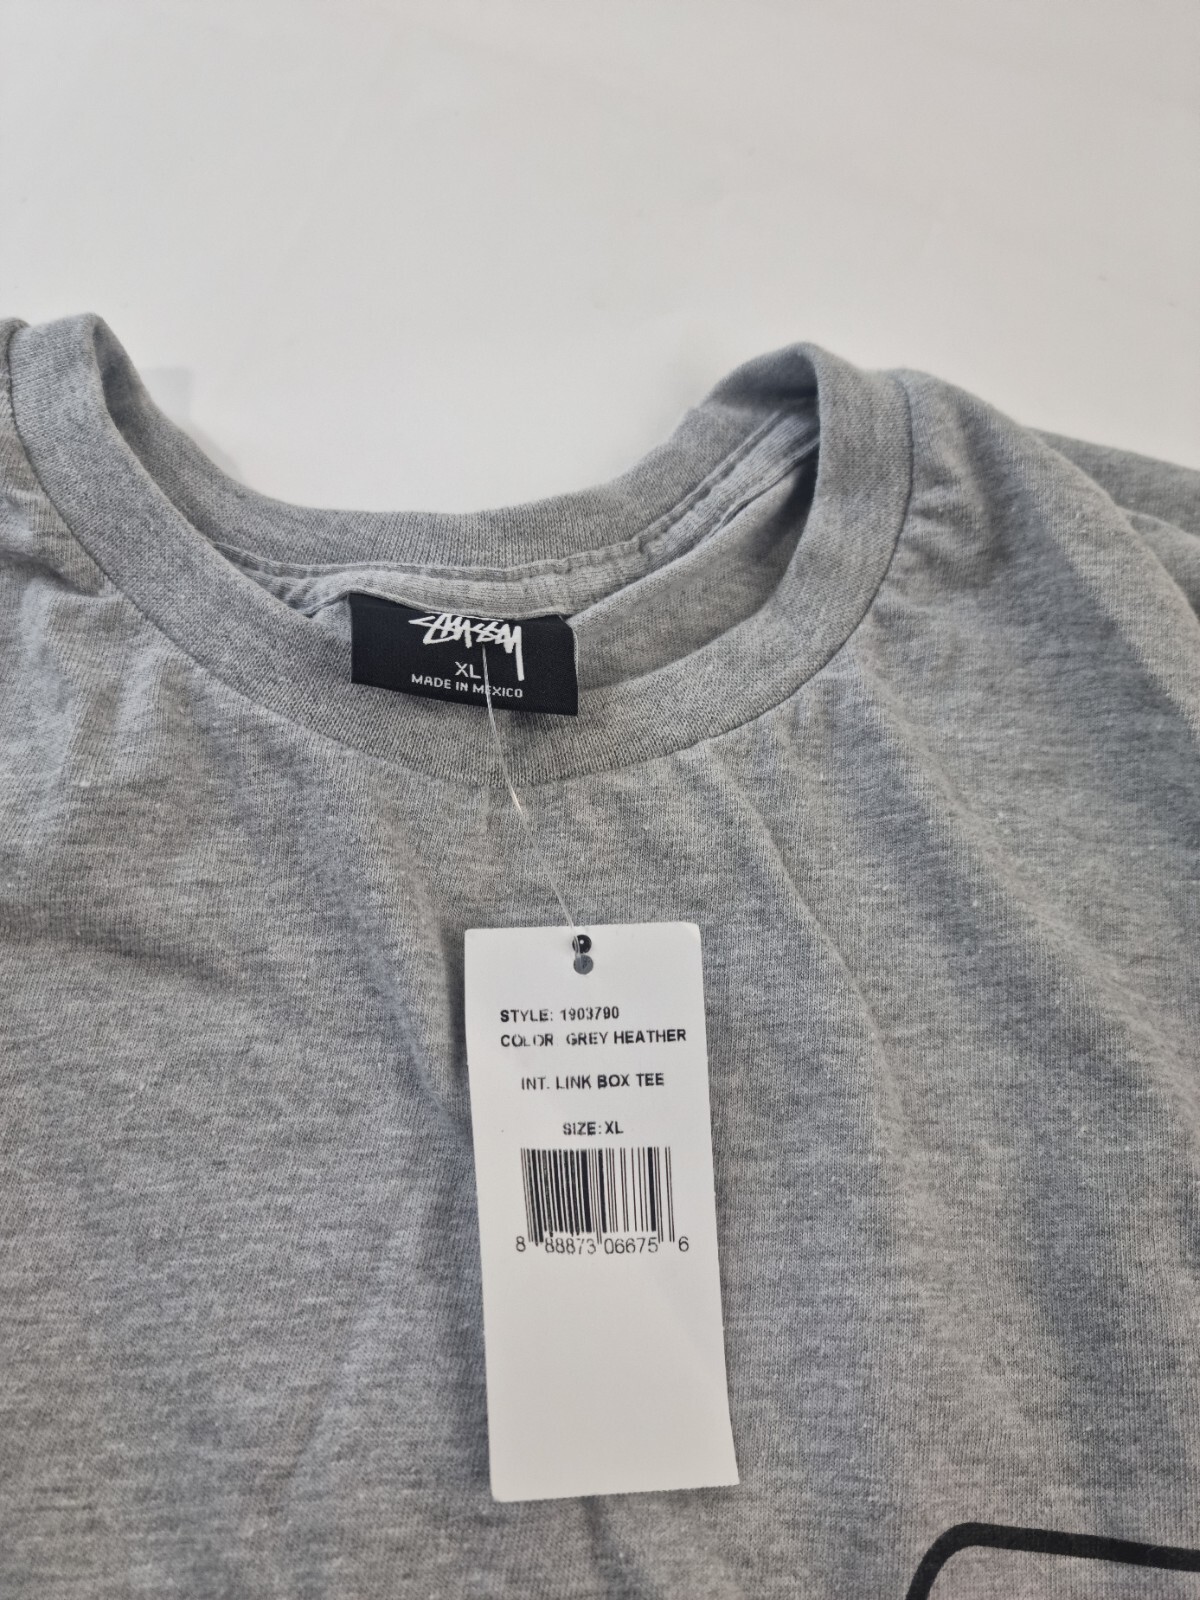 STÜSSY
XL
MADE IN MEXICO
STYLE: 1903790
COLOR: GREY HEATHER
INT. LINK BOX TEE
SIZE:XL
8 88873 06675 6